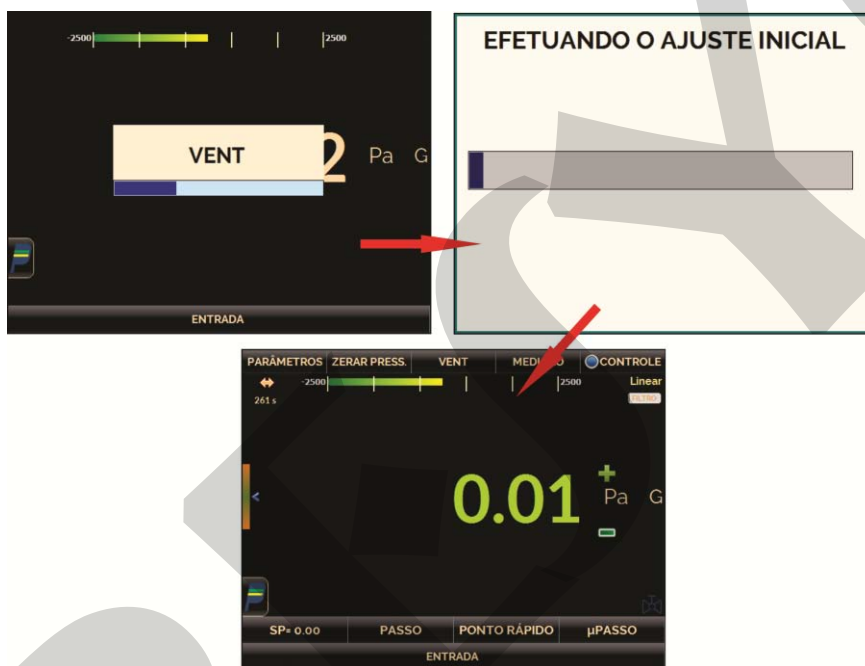 -2500 2500
VENT
2 Pa G
ENTRADA
EFETUANDO O AJUSTE INICIAL
PARÂMETROS ZERAR PRESS. VENT CONTROLE
-2500 2500 Linear
261 s FILTRO
0.01 Pa G
SP= 0.00 PASSO PONTO RÁPIDO µPASSO
ENTRADA